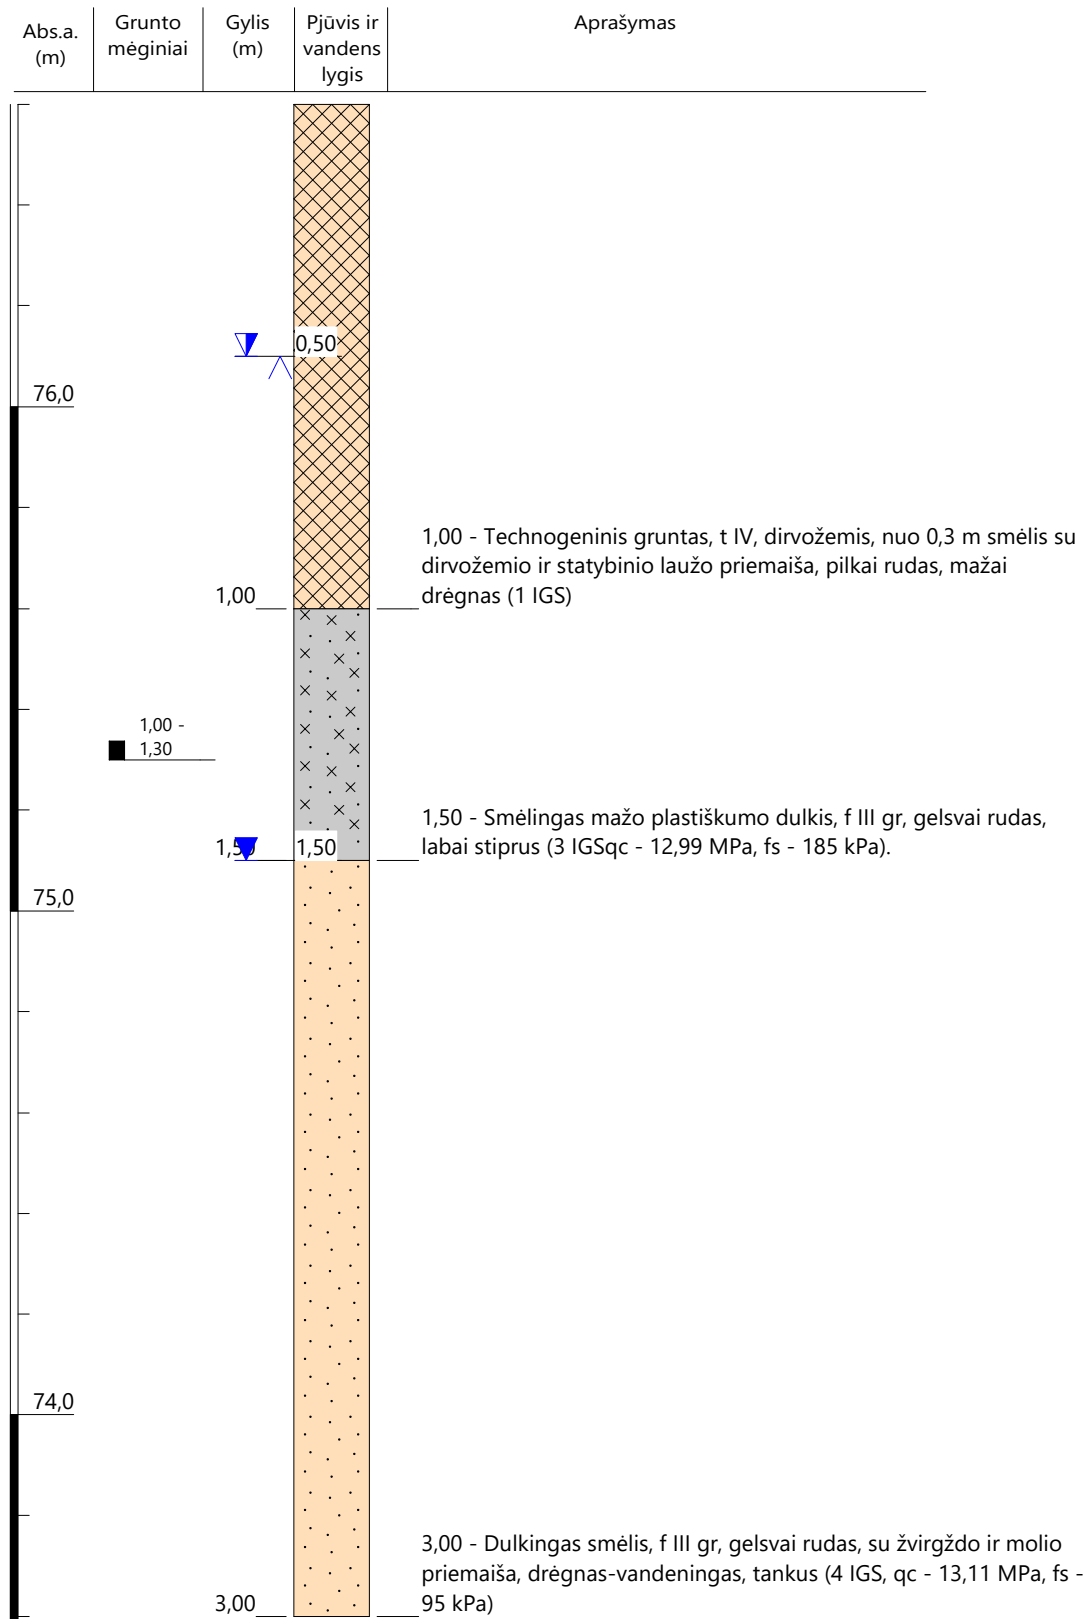 Abs.a.
(m)
Grunto
mėginiai
Gylis
(m)
Pjūvis ir
vandens
lygis
Aprašymas
0,50
76,0
1,00 - Technogeninis gruntas, t IV, dirvožemis, nuo 0,3 m smėlis su
dirvožemio ir statybinio laužo priemaiša, pilkai rudas, mažai
drėgnas (1 IGS)
1,00
1,00 -
1,30
1,50 - Smėlingas mažo plastiškumo dulkis, f III gr, gelsvai rudas,
labai stiprus (3 IGSqc - 12,99 MPa, fs - 185 kPa).
1,50
1,50
75,0
74,0
3,00 - Dulkingas smėlis, f III gr, gelsvai rudas, su žvirgždo ir molio
priemaiša, drėgnas-vandeningas, tankus (4 IGS, qc - 13,11 MPa, fs -
95 kPa)
3,00